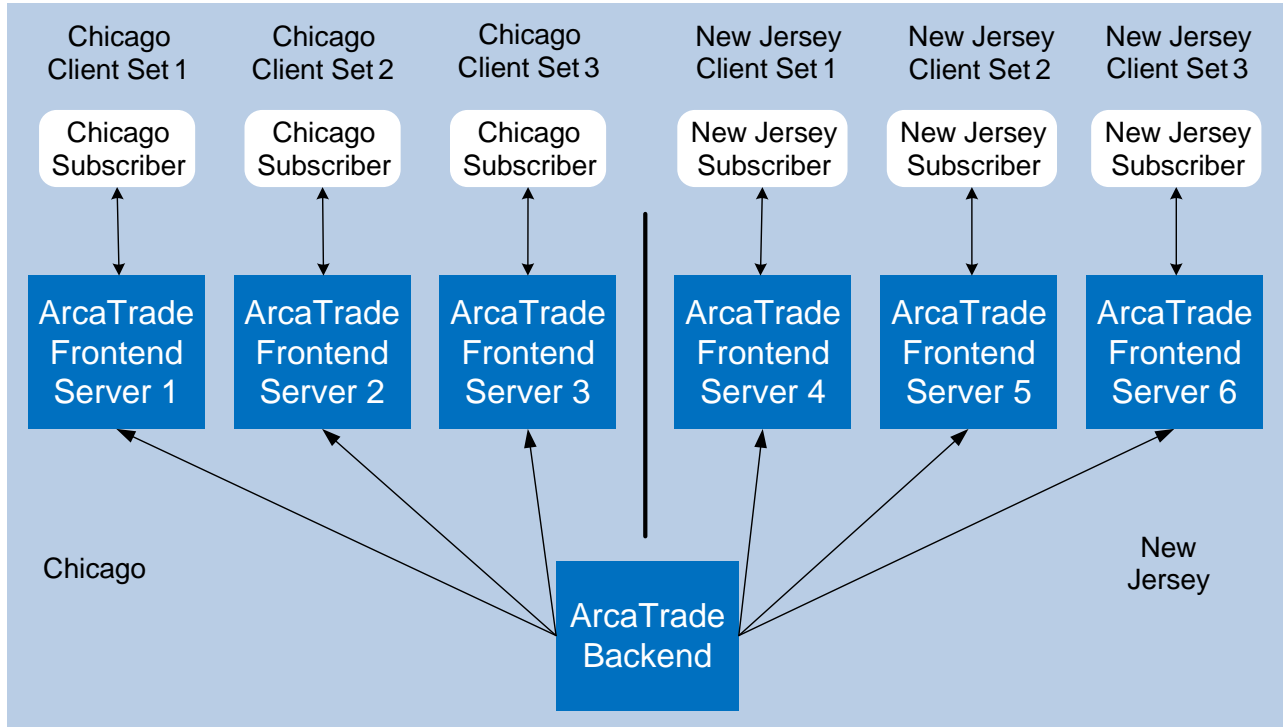 Chicago
Client Set 1
Chicago
Client Set 2
Chicago
Client Set 3
New Jersey
Client Set 1
New Jersey
Client Set 2
New Jersey
Client Set 3
Chicago
Subscriber
Chicago
Subscriber
Chicago
Subscriber
New Jersey
Subscriber
New Jersey
Subscriber
New Jersey
Subscriber
ArcaTrade
Frontend
Server 1
ArcaTrade
Frontend
Server 2
ArcaTrade
Frontend
Server 3
ArcaTrade
Frontend
Server 4
ArcaTrade
Frontend
Server 5
ArcaTrade
Frontend
Server 6
Chicago
New
Jersey
ArcaTrade
Backend